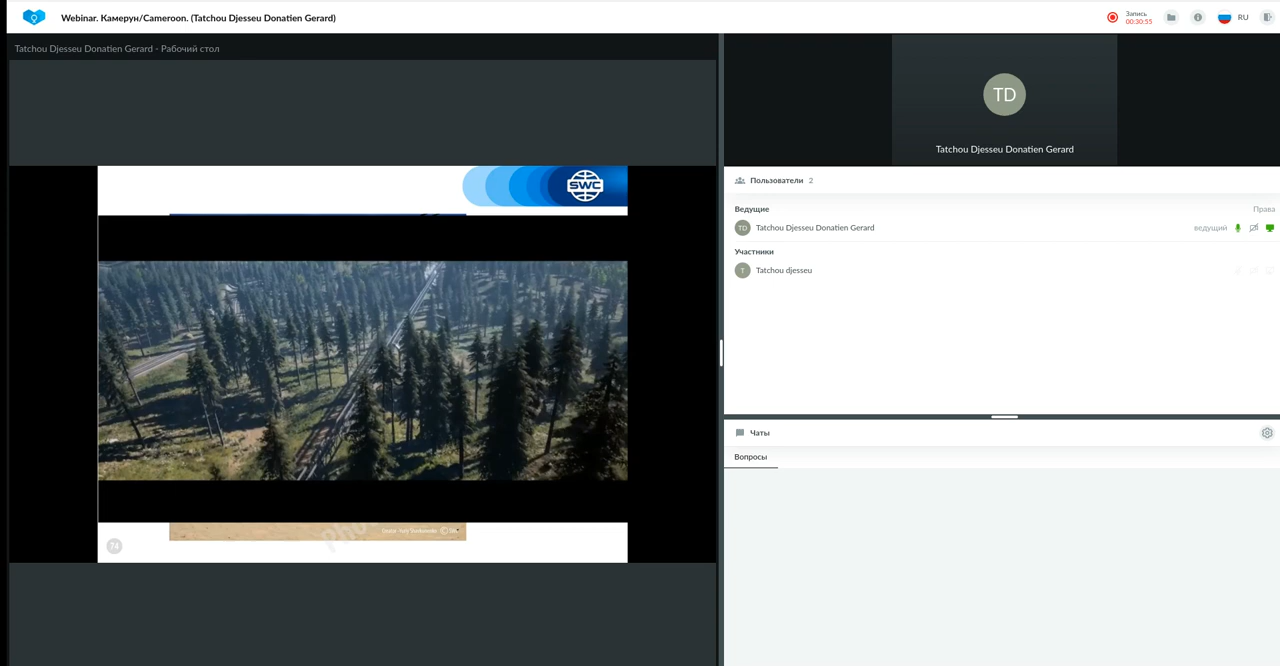 Webinar. Камерун/Cameroon. (Tatchou Djesseu Donatien Gerard)
Запись
00:30:55
RU
Tatchou Djesseu Donatien Gerard - Рабочий стол
TD
Tatchou Djesseu Donatien Gerard
SWC
Пользователи 2
Ведущие
Права
TD
Tatchou Djesseu Donatien Gerard
ведущий
Участники
T
Tatchou djesseu
Чаты
Вопросы
74